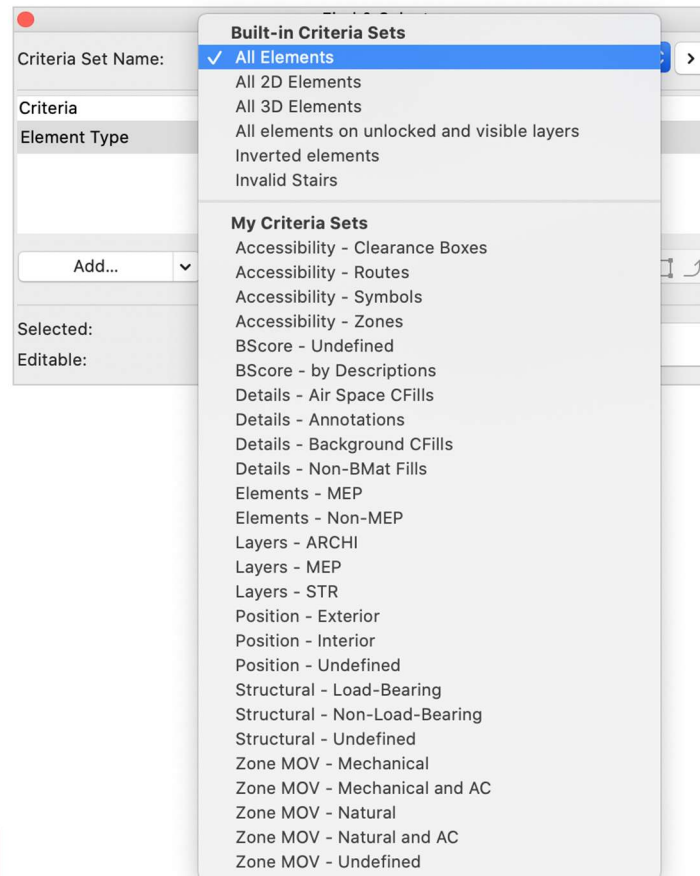 Criteria Set Name:
Criteria
Element Type
Add...
Selected:
Editable:
Built-in Criteria Sets
✓ All Elements
All 2D Elements
All 3D Elements
All elements on unlocked and visible layers
Inverted elements
Invalid Stairs
My Criteria Sets
Accessibility - Clearance Boxes
Accessibility - Routes
Accessibility - Symbols
Accessibility - Zones
BScore - Undefined
BScore - by Descriptions
Details - Air Space CFills
Details - Annotations
Details - Background CFills
Details - Non-BMat Fills
Elements - MEP
Elements - Non-MEP
Layers - ARCHI
Layers - MEP
Layers - STR
Position - Exterior
Position - Interior
Position - Undefined
Structural - Load-Bearing
Structural - Non-Load-Bearing
Structural - Undefined
Zone MOV - Mechanical
Zone MOV - Mechanical and AC
Zone MOV - Natural
Zone MOV - Natural and AC
Zone MOV - Undefined